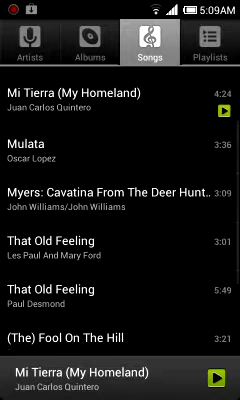 5:09AM
Artists
Albums
Songs
Playlists
Mi Tierra (My Homeland)
4:24
Juan Carlos Quintero
Mulata
3:36
Oscar Lopez
Myers: Cavatina From The Deer Hunt..
3:09
John Williams/John Williams
That Old Feeling
3:01
Les Paul And Mary Ford
That Old Feeling
5:49
Paul Desmond
(The) Fool On The Hill
3:21
Mi Tierra (My Homeland)
Juan Carlos Quintero